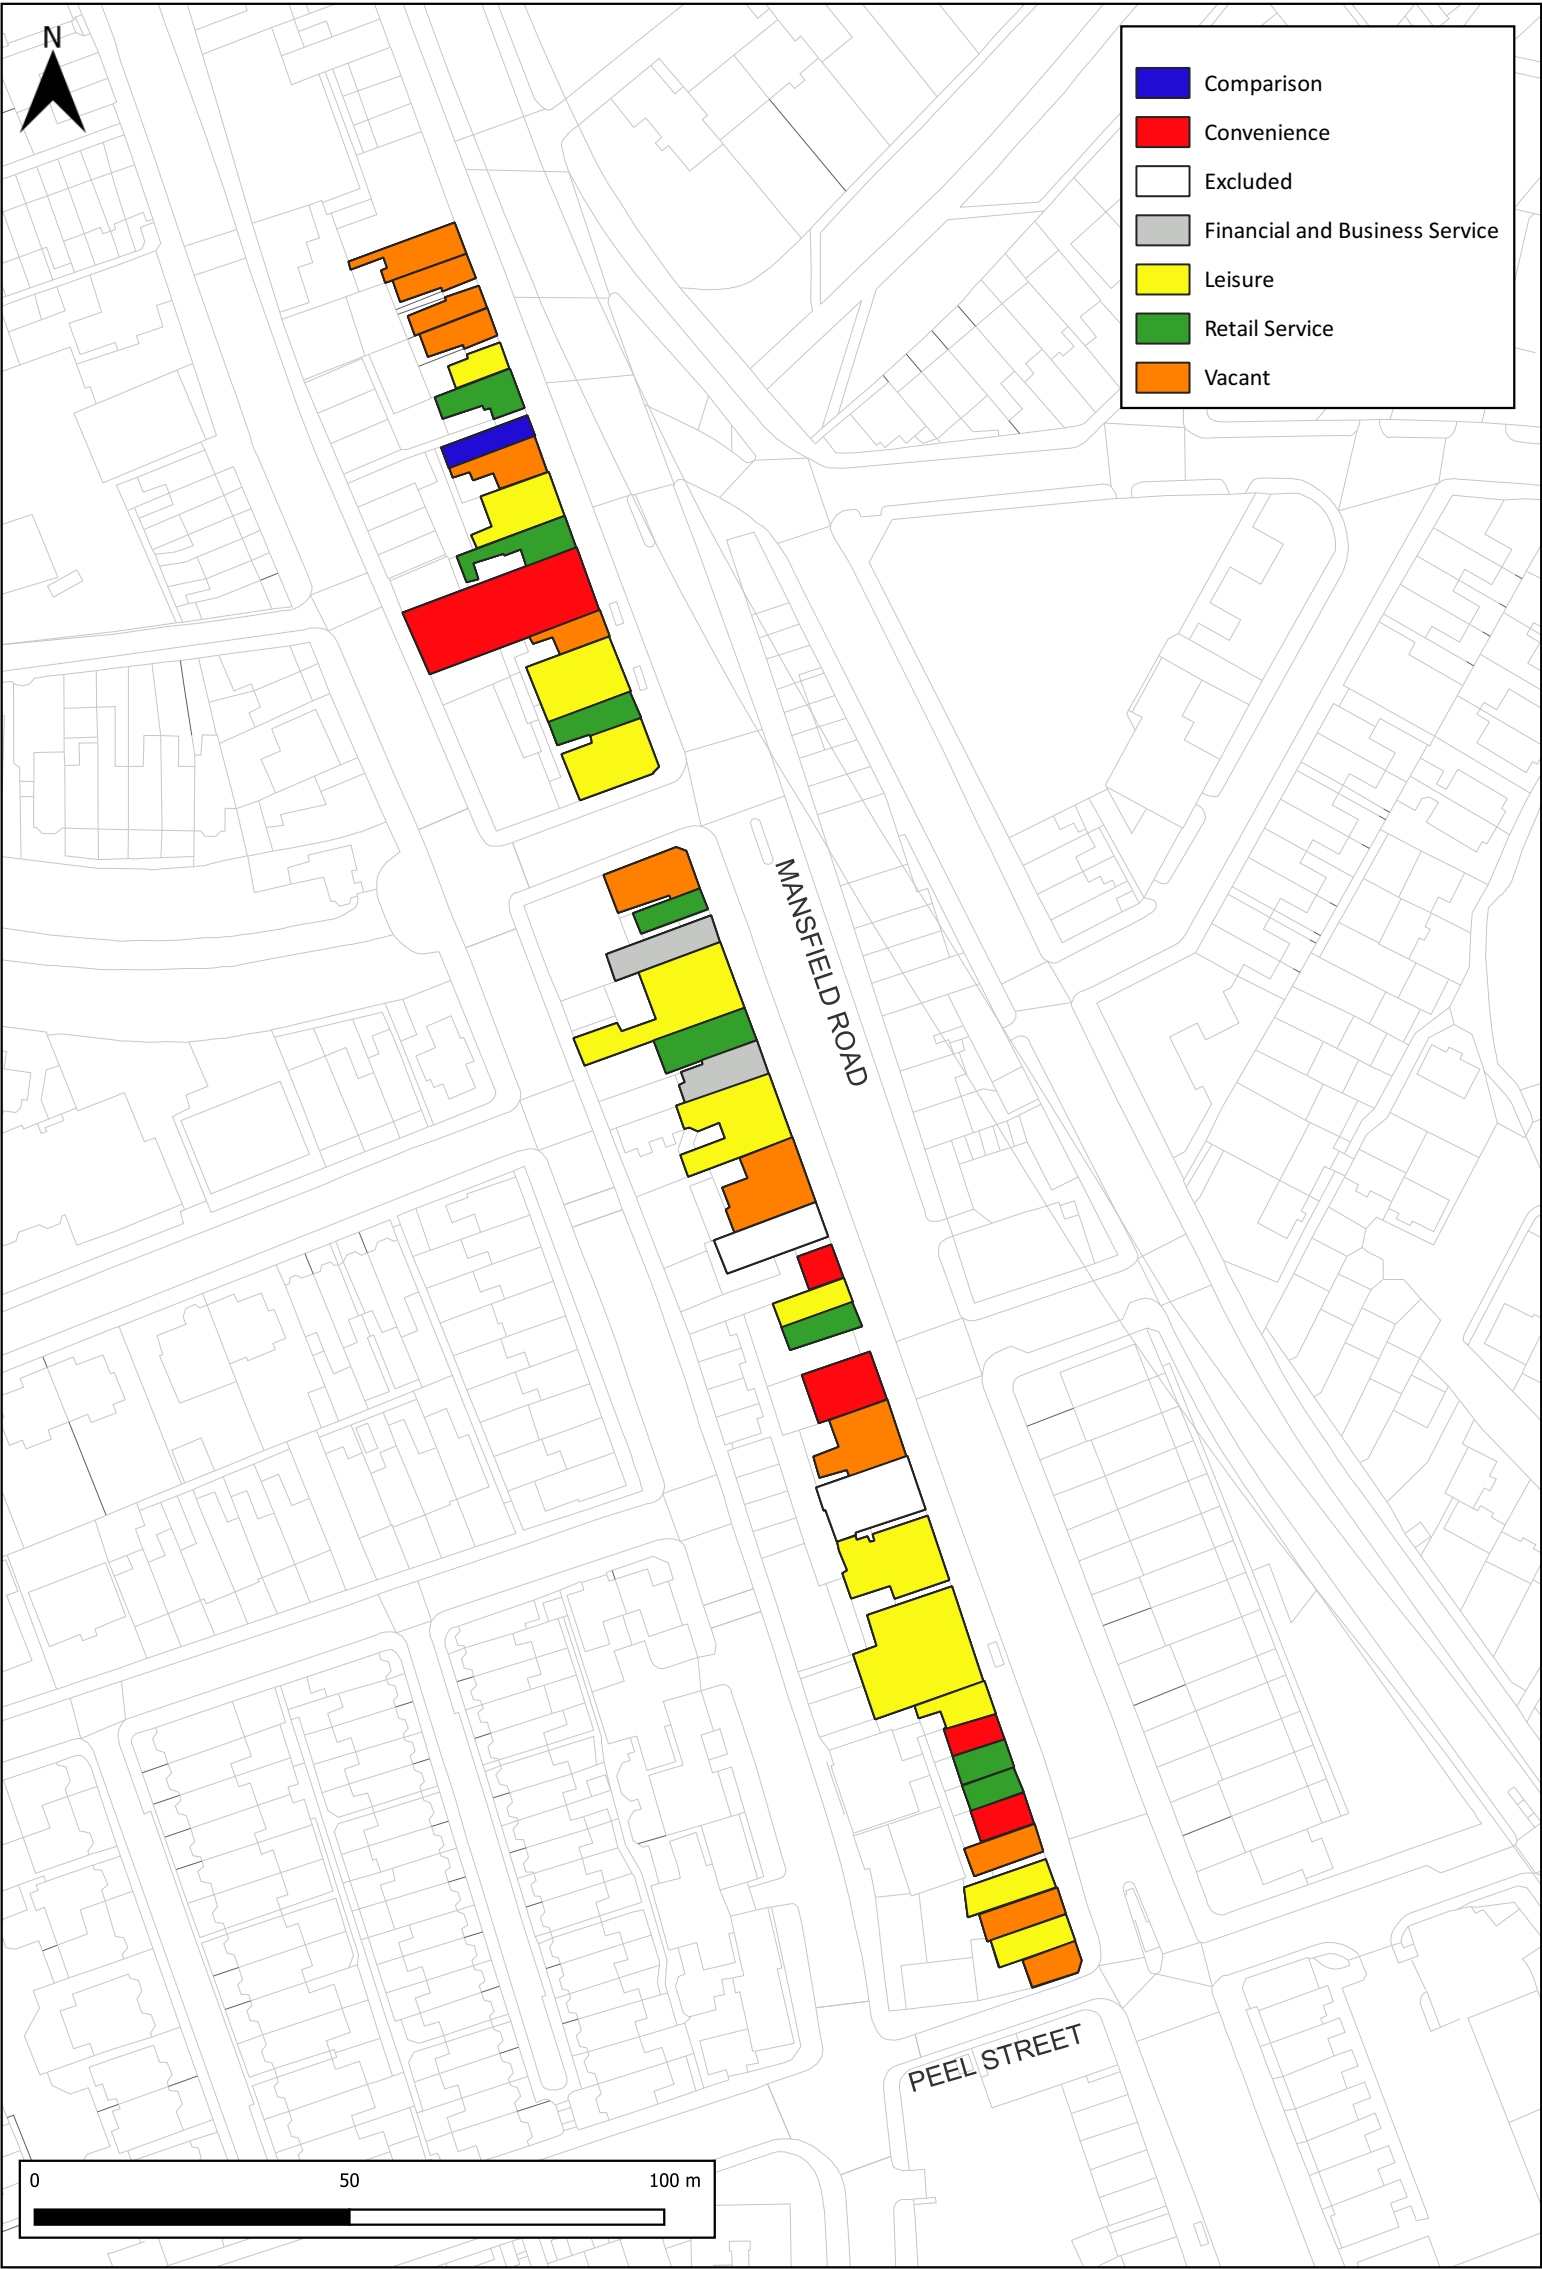 N
Comparison
Convenience
Excluded
Financial and Business Service
Leisure
Retail Service
Vacant
MANSFIELD ROAD
PEEL STREET
0 50 100 m